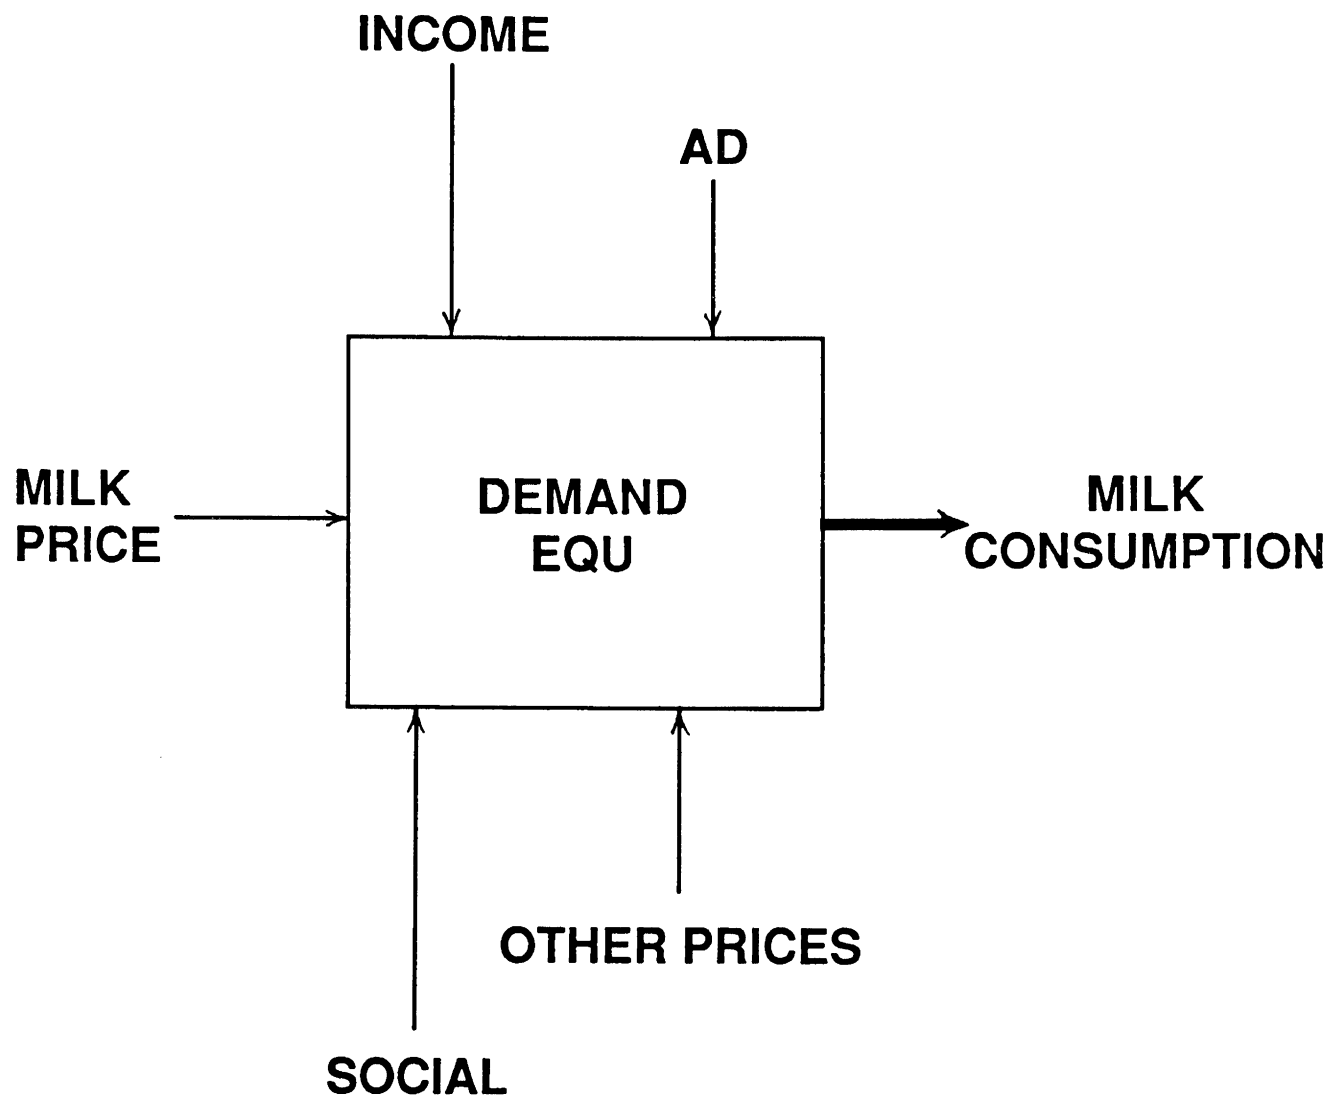 INCOME
AD
MILK
PRICE
DEMAND
EQU
MILK
CONSUMPTION
OTHER PRICES
SOCIAL